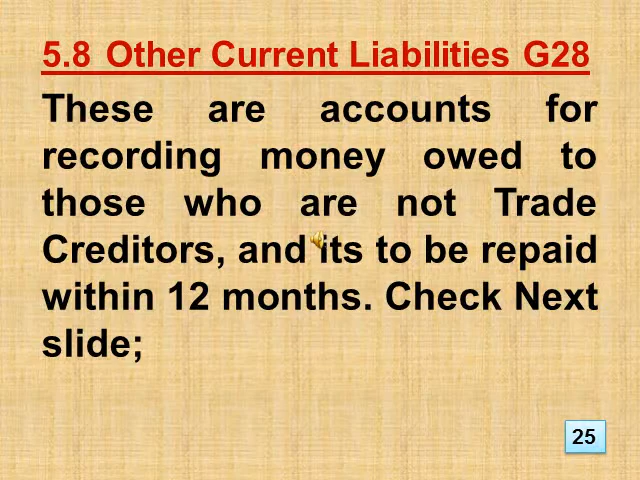 5.8 Other Current Liabilities G28
These are accounts for
recording money owed to
those who are not Trade
Creditors, and its to be repaid
within 12 months. Check Next
slide;
25